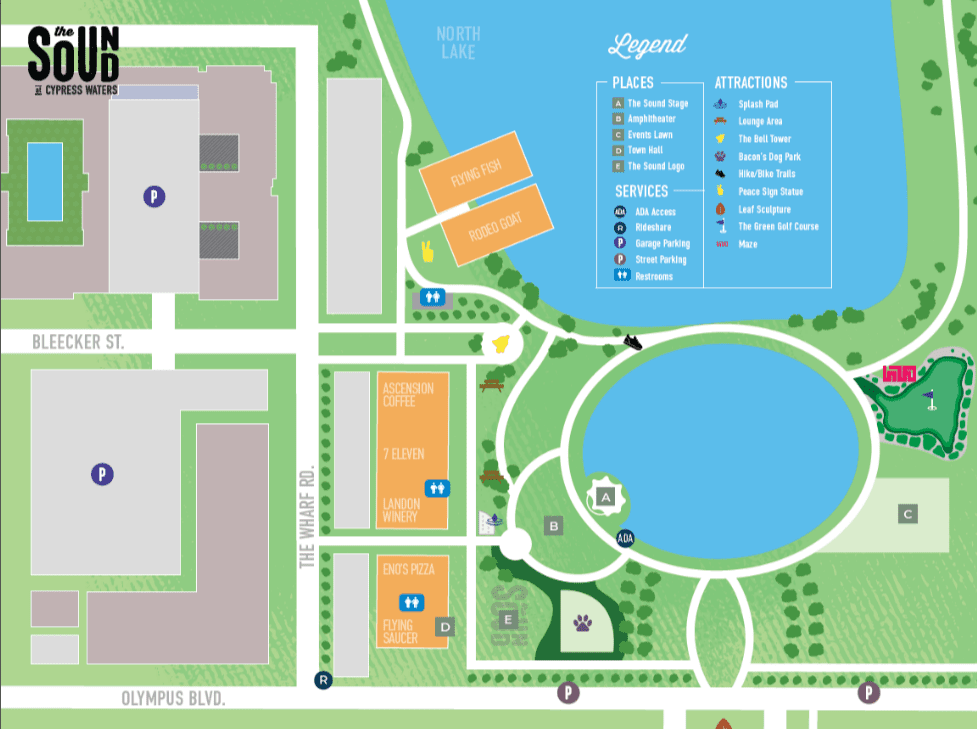 the
SOUND
at CYPRESS WATERS
NORTH
LAKE
Legend
PLACES
A The Sound Stage
B Amphitheater
C Events Lawn
D Town Hall
E The Sound Logo
SERVICES
ADA ADA Access
R Rideshare
P Garage Parking
P Street Parking
Restrooms
ATTRACTIONS
Splash Pad
Lounge Area
The Bell Tower
Bacon's Dog Park
Hike/Bike Trails
Peace Sign Statue
Leaf Sculpture
The Green Golf Course
Maze
FLYING FISH
RODEO GOAT
P
BLEECKER ST.
ASCENSION
COFFEE
7 ELEVEN
LANDON
WINERY
P
THE WHARF RD.
A
B
C
ADA
ENO'S PIZZA
FLYING
SAUCER
D
E
SOUND
R
OLYMPUS BLVD.
P
P